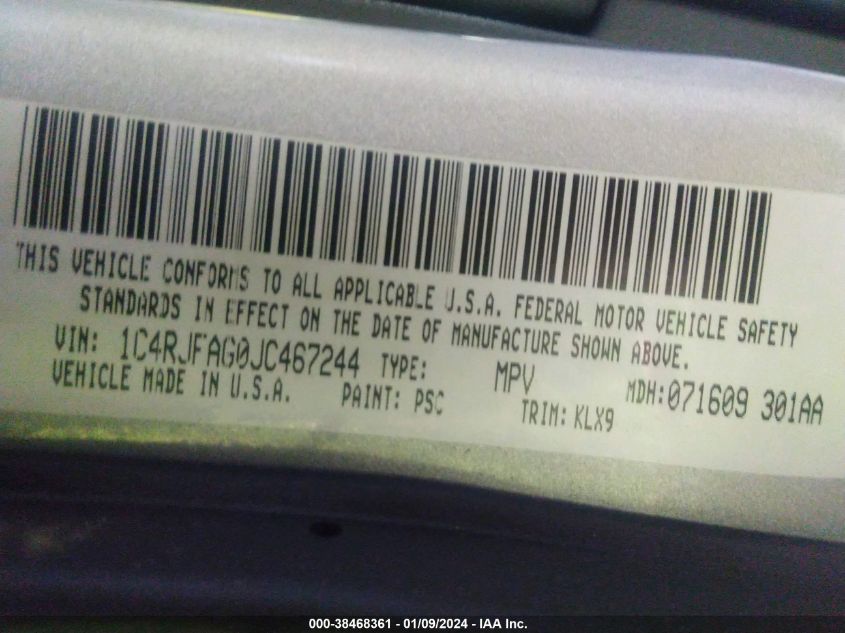 THIS VEHICLE CONFORMS TO ALL APPLICABLE U.S.A. FEDERAL MOTOR VEHICLE SAFETY
STANDARDS IN EFFECT ON THE DATE OF MANUFACTURE SHOWN ABOVE.
VIN: 1C4RJFAG0JC467244 TYPE: MPV MDH:071609 301AA
VEHICLE MADE IN U.S.A. PAINT: PSC TRIM: KLX9
000-38468361 - 01/09/2024 - IAA Inc.